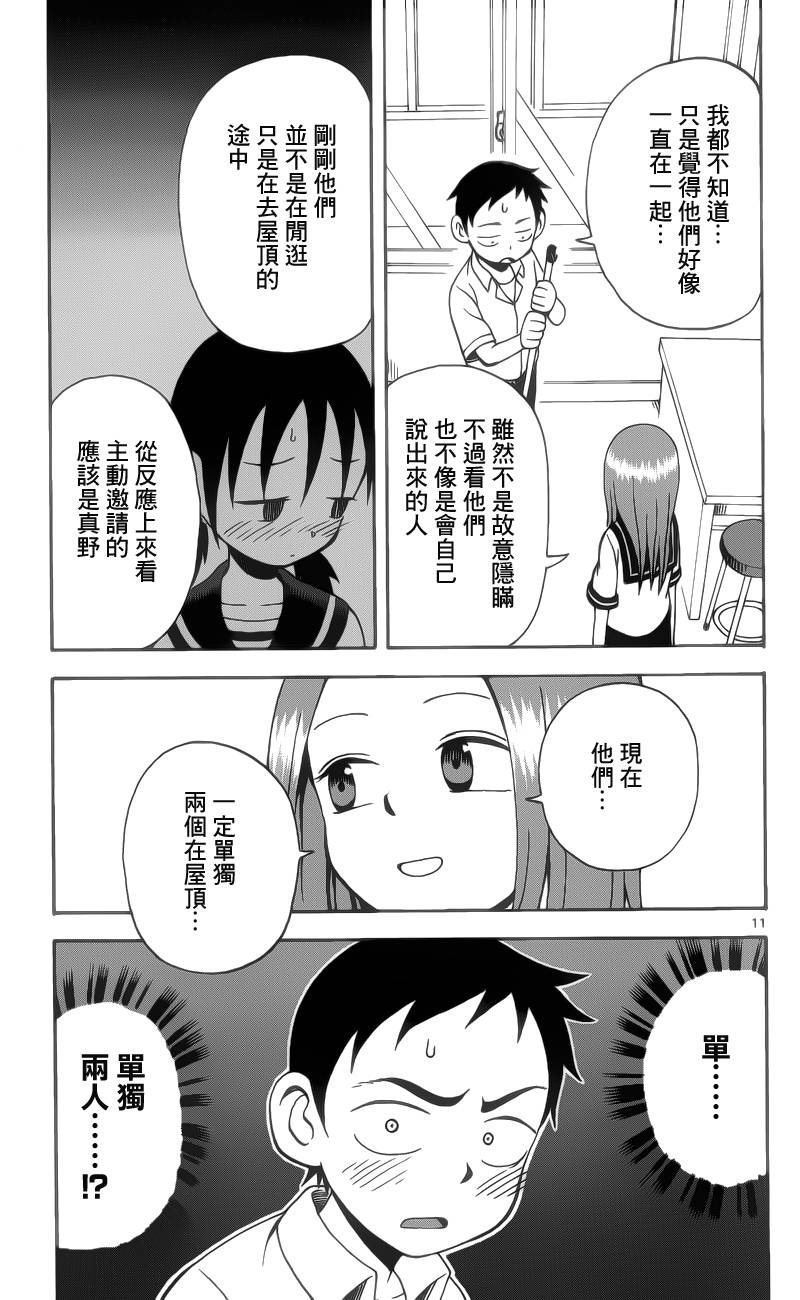 我都不知道…
只是覺得他們好像
一直在一起…
雖然不是故意隱瞞
不過看他們
也不像是會自己
說出來的人
剛剛他們
並不是在閒逛
只是在去屋頂的
途中
從反應上來看
主動邀請的
應該是真野
現在
他們…
一定單獨
兩個在屋頂…
11
單……
單獨
兩人……!?